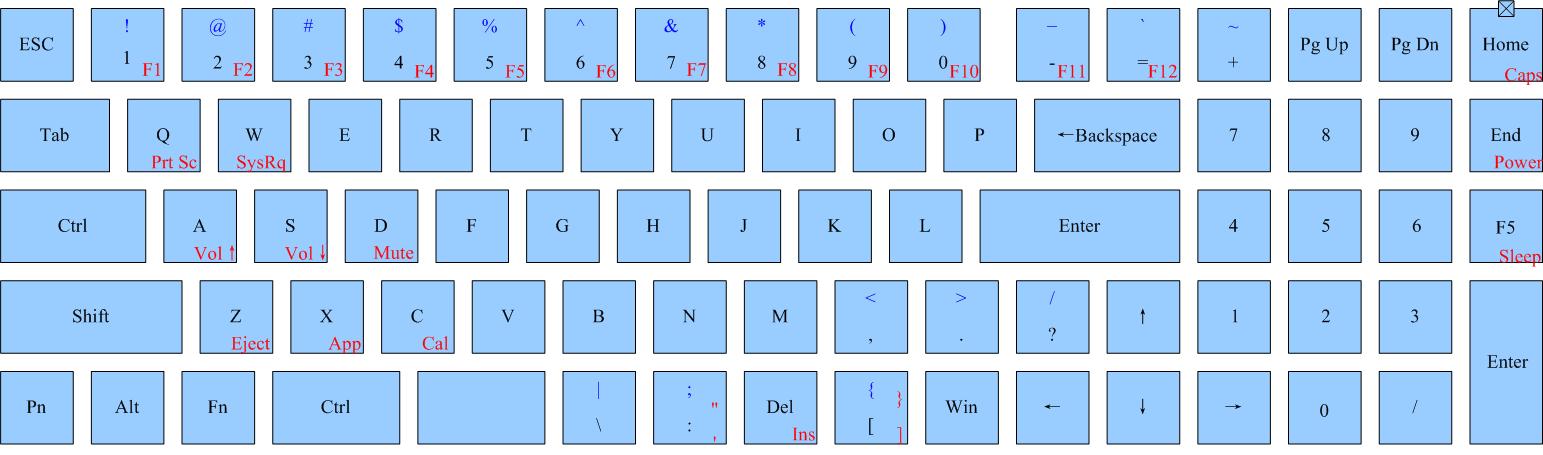 ! @ # $ % ^ & * ( ) − ` ~
ESC 1 F1 2 F2 3 F3 4 F4 5 F5 6 F6 7 F7 8 F8 9 F9 0 F10 - F11 = F12 + Pg Up Pg Dn Home Caps
Tab Q W E R T Y U I O P ←Backspace 7 8 9 End
Prt Sc SysRq Power
Ctrl A S D F G H J K L Enter 4 5 6 F5
Vol ↑ Vol ↓ Mute Sleep
< > /
Shift Z X C V B N M , . ? ↑ 1 2 3
Eject App Cal Enter
| ; " { }
Pn Alt Fn Ctrl \ : ' Del [ ] Win ← ↓ → 0 /
Ins